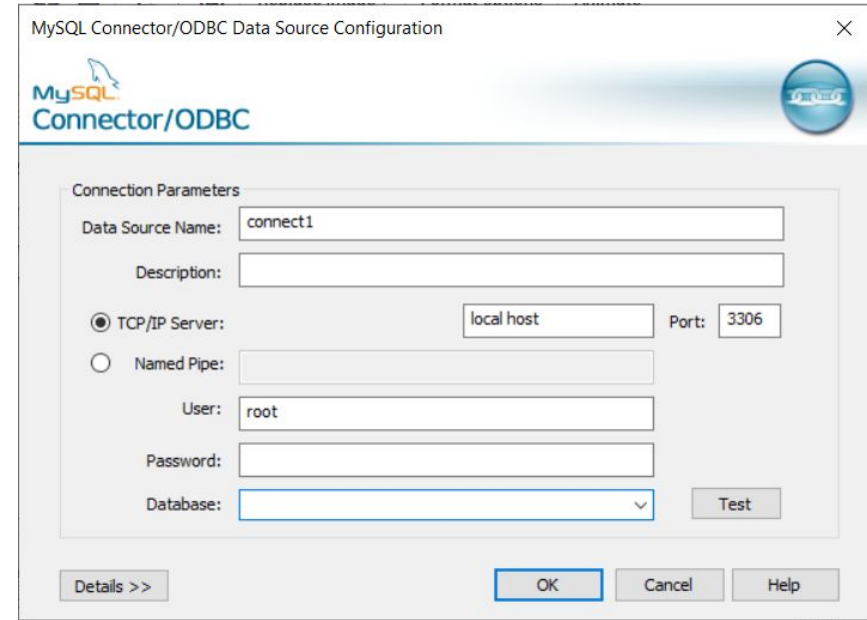 MySQL Connector/ODBC Data Source Configuration
MySQL
Connector/ODBC
Connection Parameters
Data Source Name: connect1
Description:
TCP/IP Server: local host Port: 3306
Named Pipe:
User: root
Password:
Database: Test
Details >> OK Cancel Help